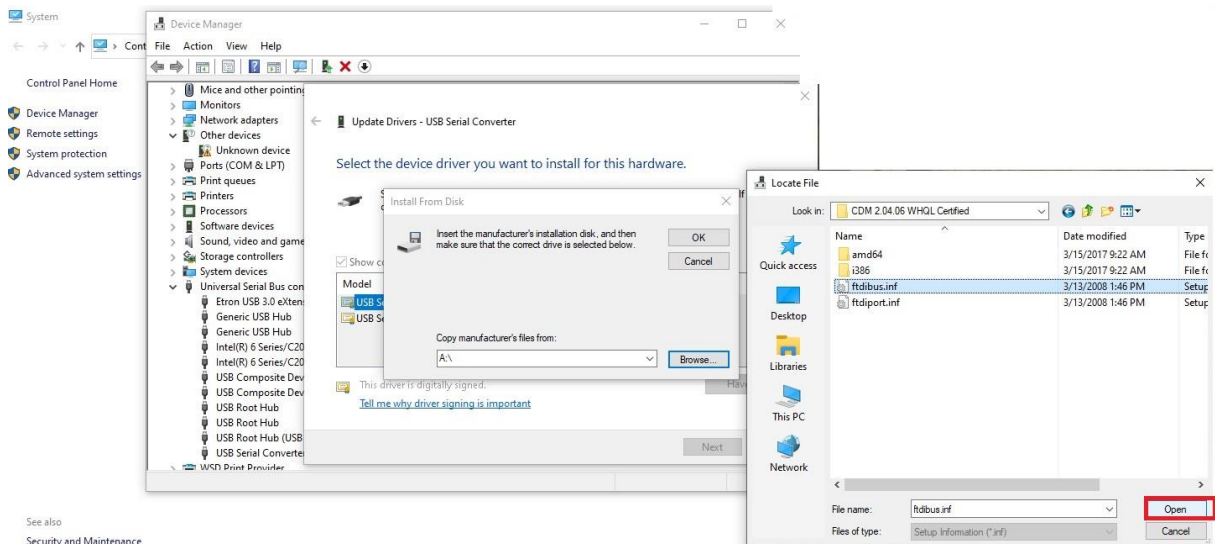 System
Cont
Control Panel Home
Device Manager
Remote settings
System protection
Advanced system settings
See also
Security and Maintenance
Device Manager
File Action View Help
Mice and other pointing
Monitors
Network adapters
Other devices
Unknown device
Ports (COM & LPT)
Print queues
Printers
Processors
Software devices
Sound, video and game
Storage controllers
System devices
Universal Serial Bus con
Etron USB 3.0 eXtens
Generic USB Hub
Generic USB Hub
Intel(R) 6 Series/C20
Intel(R) 6 Series/C20
USB Composite Dev
USB Composite Dev
USB Root Hub
USB Root Hub
USB Root Hub (USB
USB Serial Converte
WSD Print Provider
Update Drivers - USB Serial Converter
Select the device driver you want to install for this hardware.
Show co
Model
USB Se
USB Se
This driver is digitally signed.
Hav
Tell me why driver signing is important
Next
Install From Disk
Insert the manufacturer's installation disk, and then
make sure that the correct drive is selected below.
OK
Cancel
Copy manufacturer's files from:
A:\
Browse...
Locate File
Look in: CDM 2.04.06 WHQL Certified
Name Date modified Type
amd64 3/15/2017 9:22 AM File fo
i386 3/15/2017 9:22 AM File fo
ftdibus.inf 3/13/2008 1:46 PM Setup
ftdiport.inf 3/13/2008 1:46 PM Setup
Quick access
Desktop
Libraries
This PC
Network
File name: ftdibus.inf Open
Files of type: Setup Information (*.inf) Cancel